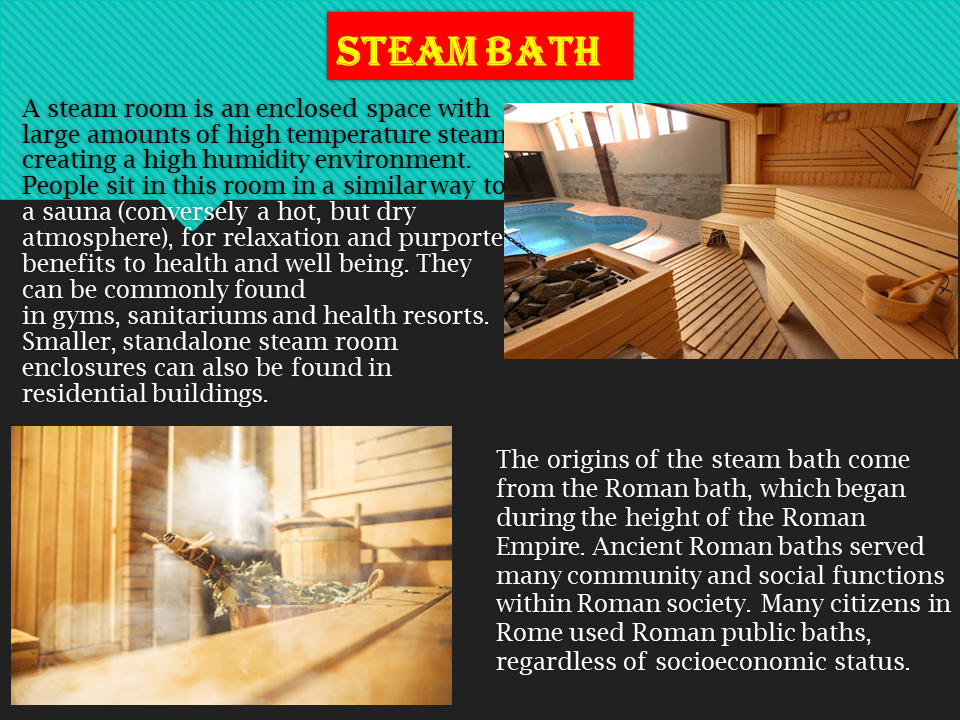 STEAM BATH
A steam room is an enclosed space with
large amounts of high temperature steam
creating a high humidity environment.
People sit in this room in a similar way to
a sauna (conversely a hot, but dry
atmosphere), for relaxation and purporte
benefits to health and well being. They
can be commonly found
in gyms, sanitariums and health resorts.
Smaller, standalone steam room
enclosures can also be found in
residential buildings.
The origins of the steam bath come
from the Roman bath, which began
during the height of the Roman
Empire. Ancient Roman baths served
many community and social functions
within Roman society. Many citizens in
Rome used Roman public baths,
regardless of socioeconomic status.